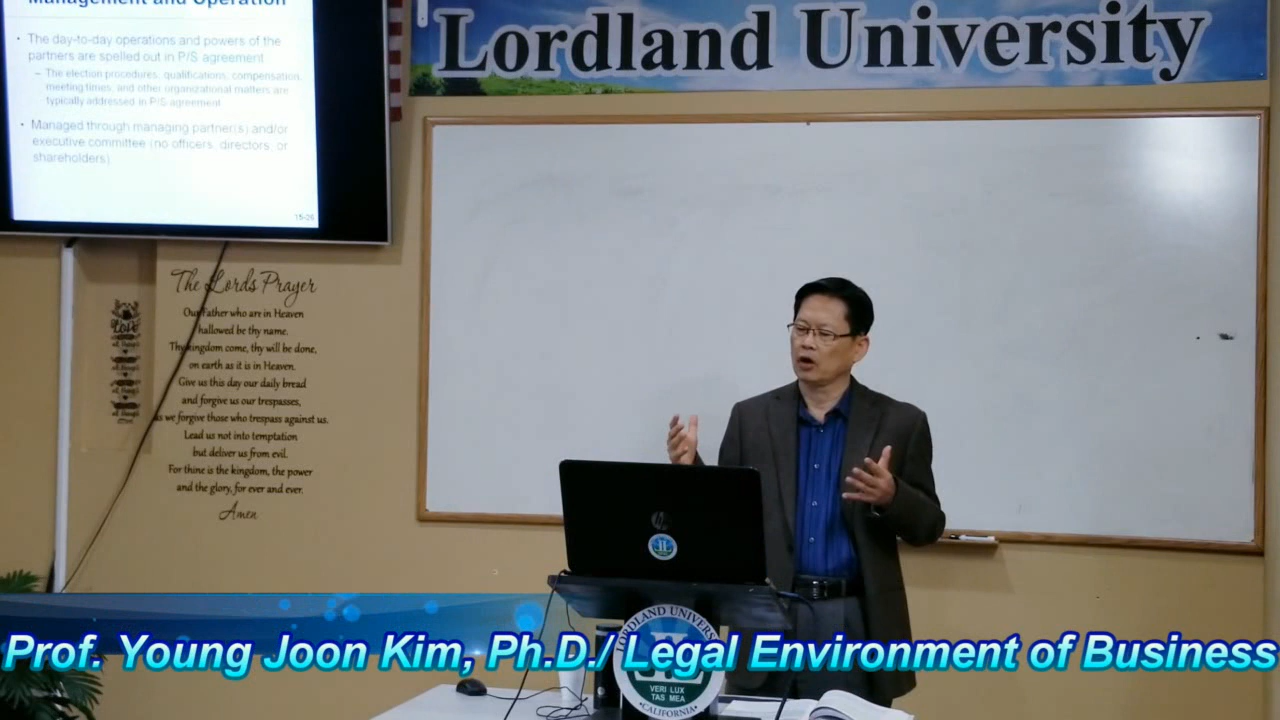 Lordland University
Management and Operation
• The day-to-day operations and powers of the
partners are spelled out in P/S agreement
– The election procedures, qualifications, compensation,
meeting times, and other organizational matters are
typically addressed in P/S agreement
• Managed through managing partner(s) and/or
executive committee (no officers, directors, or
shareholders)
15-26
The Lords Prayer
Our Father who are in Heaven
hallowed be thy name.
Thy kingdom come, thy will be done,
on earth as it is in Heaven.
Give us this day our daily bread
and forgive us our trespasses,
as we forgive those who trespass against us.
Lead us not into temptation
but deliver us from evil.
For thine is the kingdom, the power
and the glory, for ever and ever.
Amen
Love
hp
Prof. Young Joon Kim, Ph.D./ Legal Environment of Business
LORDLAND UNIVERS
VERI LUX
TAS MEA
•CALIFORNIA•